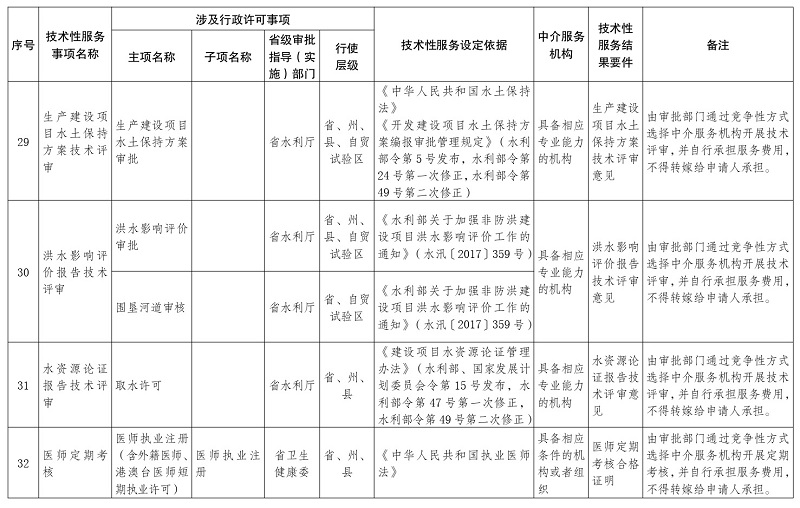 序号
技术性服务
事项名称
涉及行政许可事项
主项名称
子项名称
省级审批
指导（实
施）部门
行使
层级
技术性服务设定依据
中介服务
机构
技术性
服务结
果要件
备注
29
生产建设项
目水土保持
方案技术评
审
生产建设项目
水土保持方案
审批
省水利厅
省、州、
县、自贸
试验区
《中华人民共和国水土保持
法》
《开发建设项目水土保持方
案编报审批管理规定》（水利
部令第5号发布，水利部令第
24号第一次修正，水利部令第
49号第二次修正）
具备相应
专业能力
的机构
生产建设
项目水土
保持方案
技术评审
意见
由审批部门通过竞争性方式
选择中介服务机构开展技术
评审，并自行承担服务费用，
不得转嫁给申请人承担。
30
洪水影响评
价报告技术
评审
洪水影响评价
审批
省水利厅
省、州、
县、自贸
试验区
《水利部关于加强非防洪建
设项目洪水影响评价工作的
通知》（水汛〔2017〕359号）
具备相应
专业能力
的机构
洪水影响
评价报告
技术评审
意见
由审批部门通过竞争性方式
选择中介服务机构开展技术
评审，并自行承担服务费用，
不得转嫁给申请人承担。
围垦河道审核
省水利厅
省、自贸
试验区
《水利部关于加强非防洪建
设项目洪水影响评价工作的
通知》（水汛〔2017〕359号）
31
水资源论证
报告技术评
审
取水许可
省水利厅
省、州、
县
《建设项目水资源论证管理
办法》（水利部、国家发展计
划委员会令第15号发布，水
利部令第47号第一次修正，
水利部令第49号第二次修正）
具备相应
专业能力
的机构
水资源论
证报告技
术评审意
见
由审批部门通过竞争性方式
选择中介服务机构开展技术
评审，并自行承担服务费用，
不得转嫁给申请人承担。
32
医师定期考
核
医师执业注册
（含外籍医师、
港澳台医师短
期执业许可）
医师执业注
册
省卫生
健康委
省、州、
县
《中华人民共和国执业医师
法》
具备相应
条件的机
构或者组
织
医师定期
考核合格
证明
由审批部门通过竞争性方式
选择中介服务机构开展定期
考核，并自行承担服务费用，
不得转嫁给申请人承担。